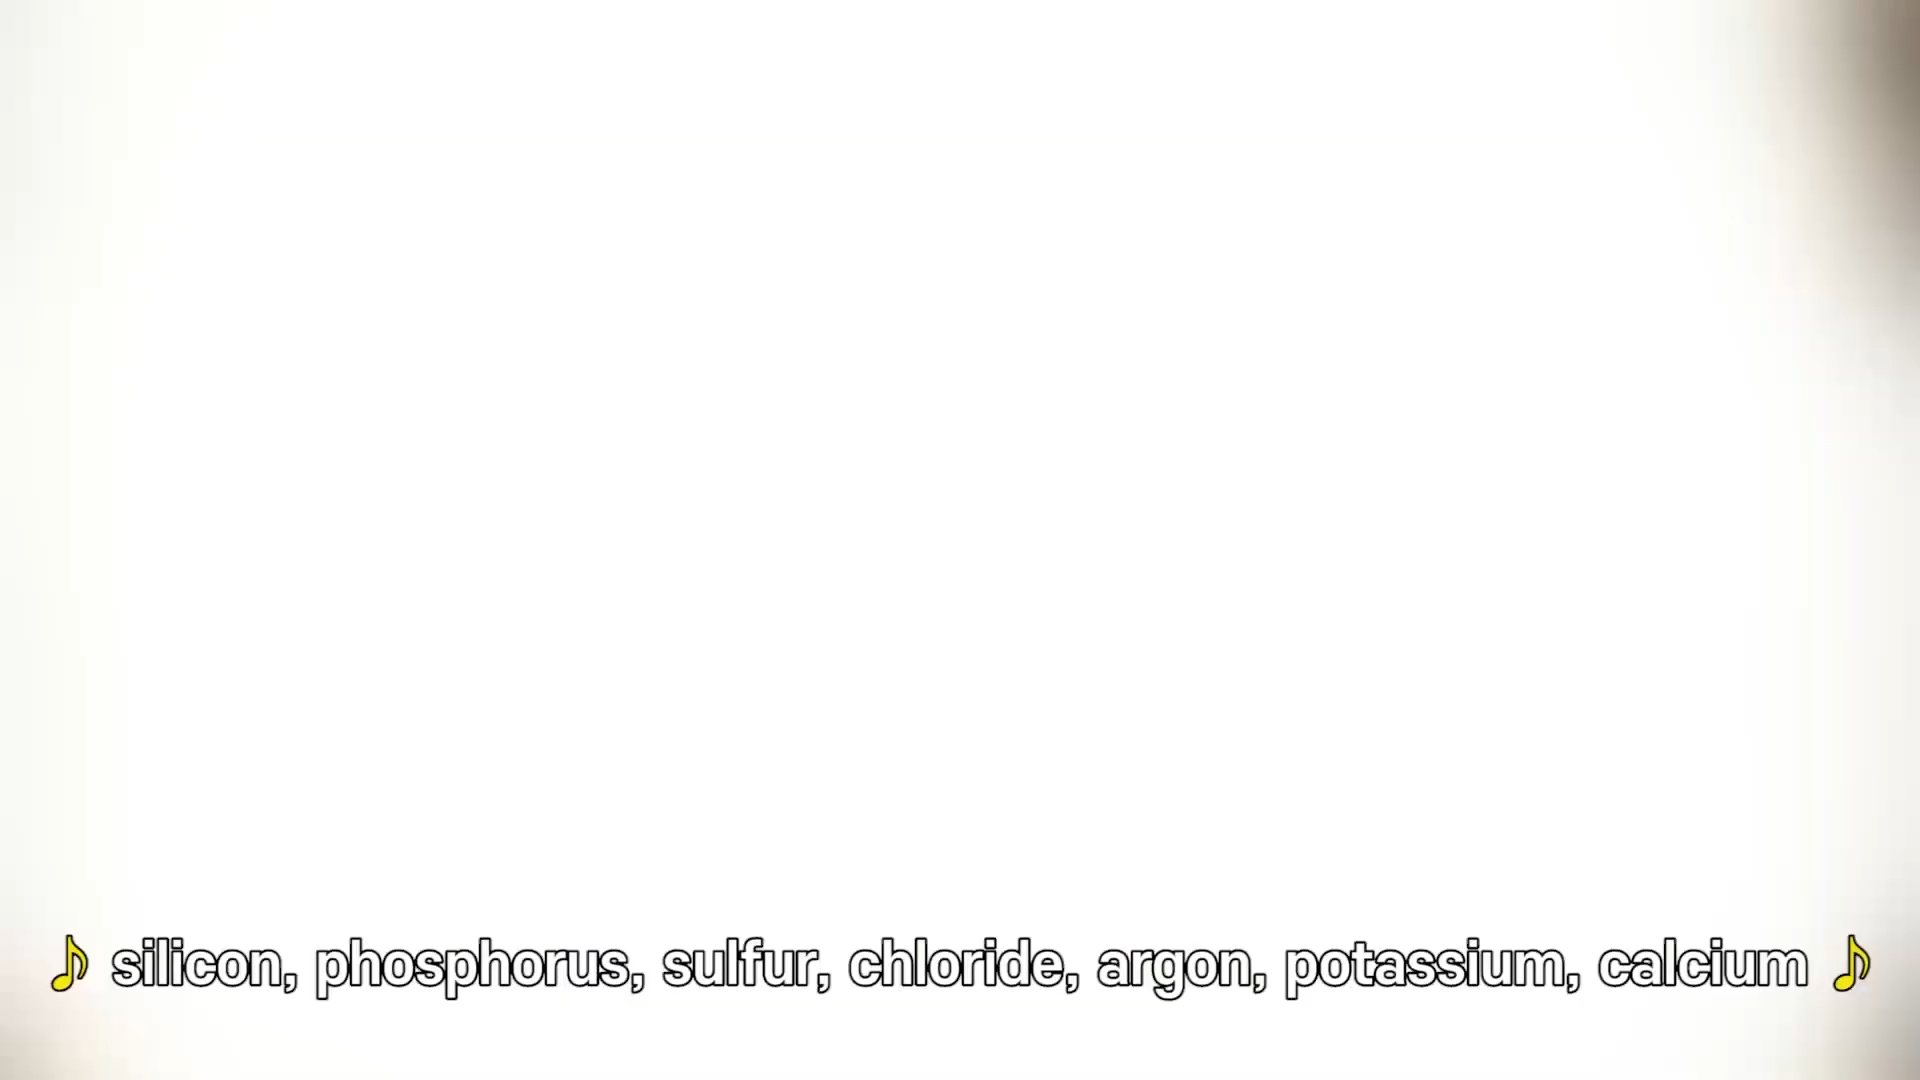 ♪ silicon, phosphorus, sulfur, chloride, argon, potassium, calcium ♪